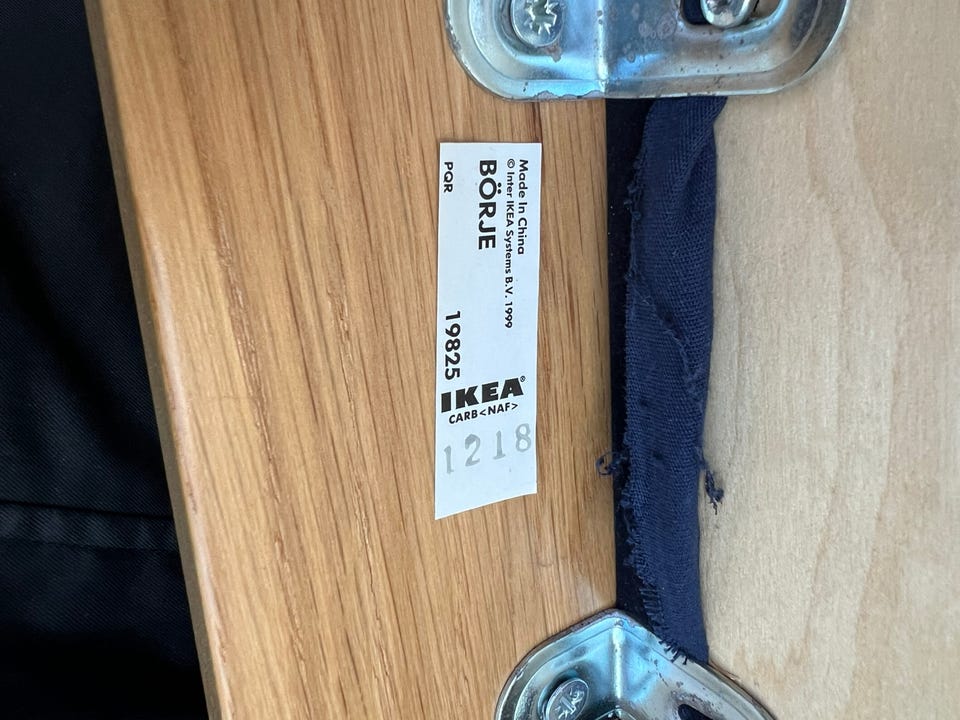 Made In China
© Inter IKEA Systems B.V. 1999
BÖRJE
PQR
19825
IKEA®
CARB<NAF>
1218